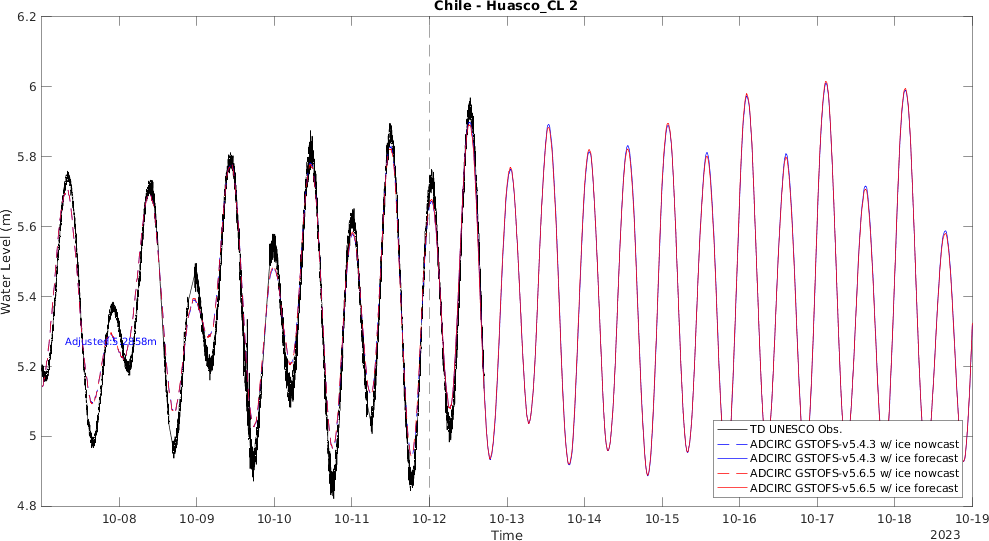 Chile - Huasco_CL 2
6.2
6
5.8
5.6
5.4
5.2
5
4.8
Water Level (m)
Adjusted:5.2858m
TD UNESCO Obs.
ADCIRC GSTOFS-v5.4.3 w/ ice nowcast
ADCIRC GSTOFS-v5.4.3 w/ ice forecast
ADCIRC GSTOFS-v5.6.5 w/ ice nowcast
ADCIRC GSTOFS-v5.6.5 w/ ice forecast
10-08 10-09 10-10 10-11 10-12 10-13 10-14 10-15 10-16 10-17 10-18 10-19
Time
2023